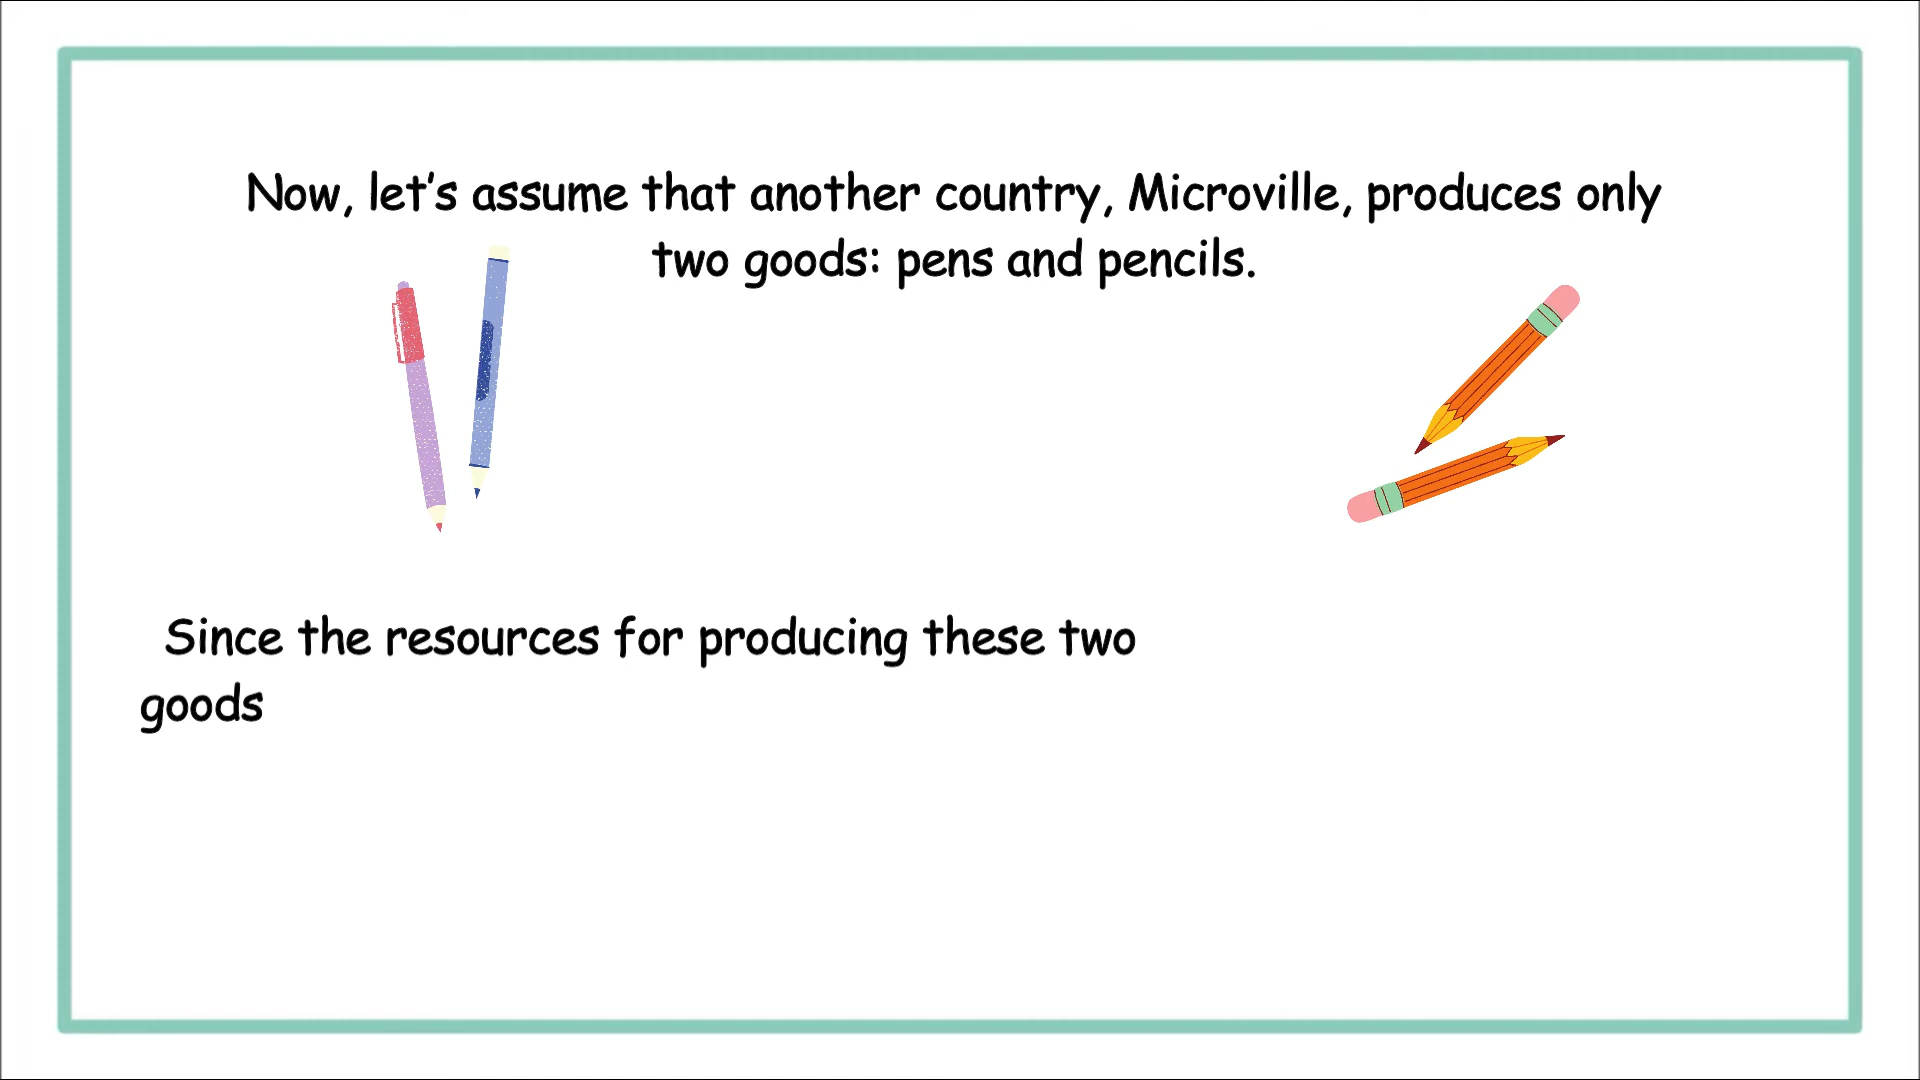 Now, let's assume that another country, Microville, produces only
two goods: pens and pencils.
Since the resources for producing these two
goods